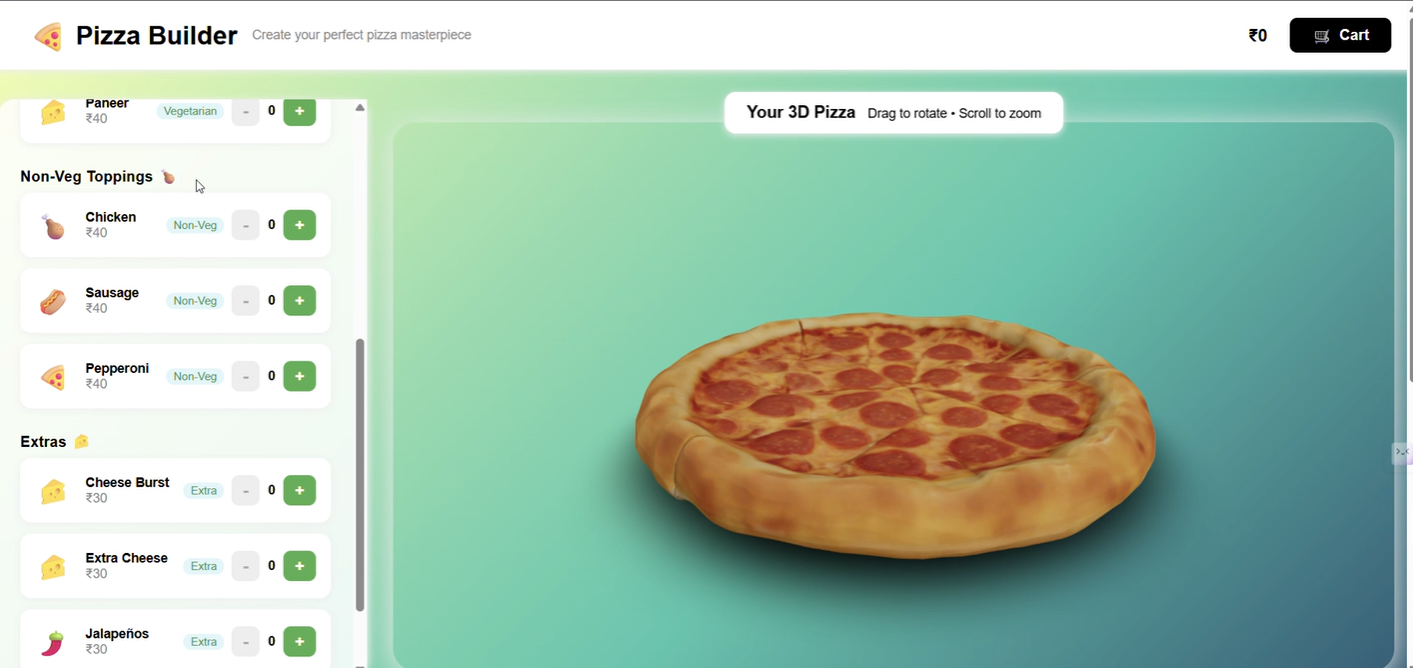 Pizza Builder Create your perfect pizza masterpiece ₹0 Cart
Your 3D Pizza Drag to rotate • Scroll to zoom
Paneer
₹40
Vegetarian - 0 +
Non-Veg Toppings
Chicken
₹40
Non-Veg - 0 +
Sausage
₹40
Non-Veg - 0 +
Pepperoni
₹40
Non-Veg - 0 +
Extras
Cheese Burst
₹30
Extra - 0 +
Extra Cheese
₹30
Extra - 0 +
Jalapeños
₹30
Extra - 0 +